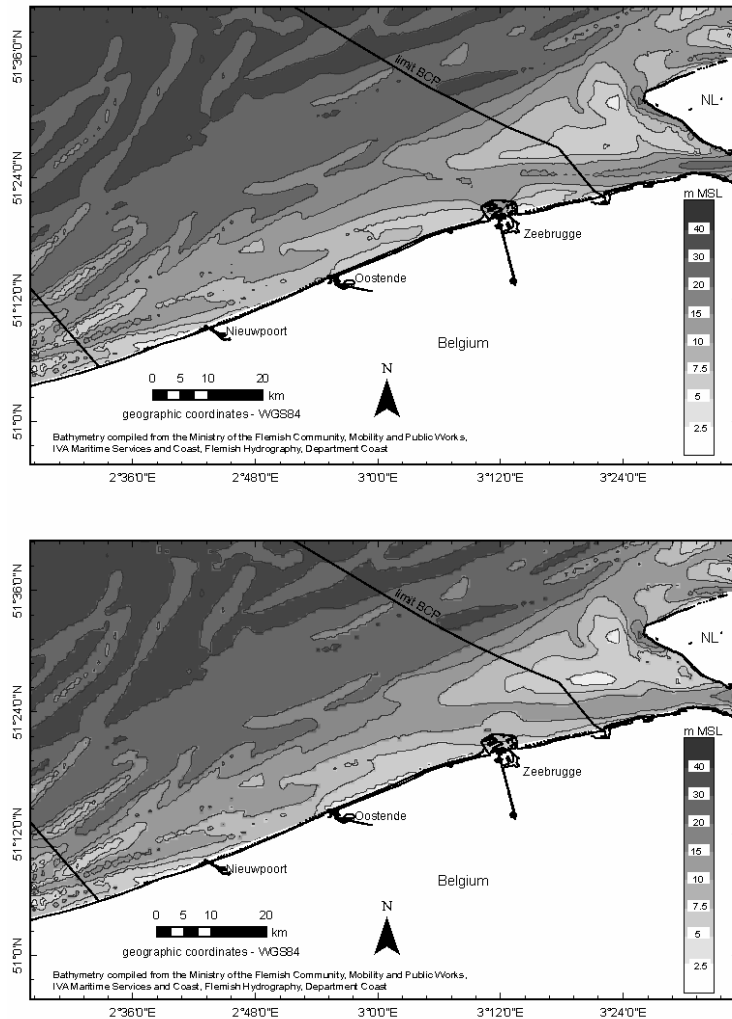 51°36'0"N
limit BCP
NL
51°24'0"N
m MSL
40
30
20
15
10
7.5
5
2.5
Zeebrugge
51°12'0"N
Oostende
Nieuwpoort
Belgium
N
0 5 10 20
km
geographic coordinates - WGS84
51°0'N
Bathymetry compiled from the Ministry of the Flemish Community, Mobility and Public Works,
IVA Maritime Services and Coast, Flemish Hydrography, Department Coast
2°36'0"E 2°48'0"E 3°0'0"E 3°12'0"E 3°24'0"E
51°36'0"N
limit BCP
NL
51°24'0"N
m MSL
40
30
20
15
10
7.5
5
2.5
Zeebrugge
51°12'0"N
Oostende
Nieuwpoort
Belgium
N
0 5 10 20
km
geographic coordinates - WGS84
51°0'N
Bathymetry compiled from the Ministry of the Flemish Community, Mobility and Public Works,
IVA Maritime Services and Coast, Flemish Hydrography, Department Coast
2°36'0"E 2°48'0"E 3°0'0"E 3°12'0"E 3°24'0"E